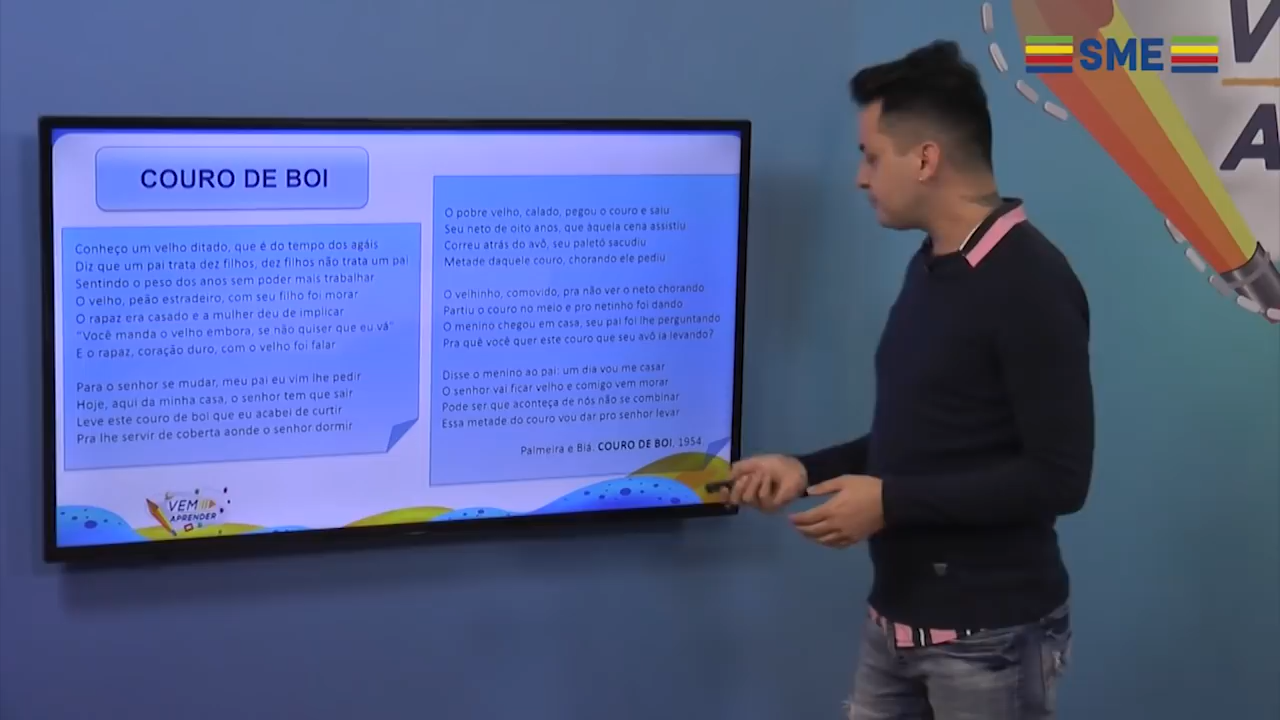 SME
COURO DE BOI
Conheço um velho ditado, que é do tempo dos agáis
Diz que um pai trata dez filhos, dez filhos não trata um pai
Sentindo o peso dos anos sem poder mais trabalhar
O velho, peão estradeiro, com seu filho foi morar
O rapaz era casado e a mulher deu de implicar
"Você manda o velho embora, se não quiser que eu vá"
E o rapaz, coração duro, com o velho foi falar
Para o senhor se mudar, meu pai eu vim lhe pedir
Hoje, aqui da minha casa, o senhor tem que sair
Leve este couro de boi que eu acabei de curtir
Pra lhe servir de coberta aonde o senhor dormir
O pobre velho, calado, pegou o couro e saiu
Seu neto de oito anos, que àquela cena assistiu
Correu atrás do avô, seu paletó sacudiu
Metade daquele couro, chorando ele pediu
O velhinho, comovido, pra não ver o neto chorando
Partiu o couro no meio e pro netinho foi dando
O menino chegou em casa, seu pai foi lhe perguntando
Pra quê você quer este couro que seu avô ia levando?
Disse o menino ao pai: um dia vou me casar
O senhor vai ficar velho e comigo vem morar
Pode ser que aconteça de nós não se combinar
Essa metade do couro vou dar pro senhor levar
Palmeira e Biá. COURO DE BOI, 1954.
VEM
APRENDER
V
A